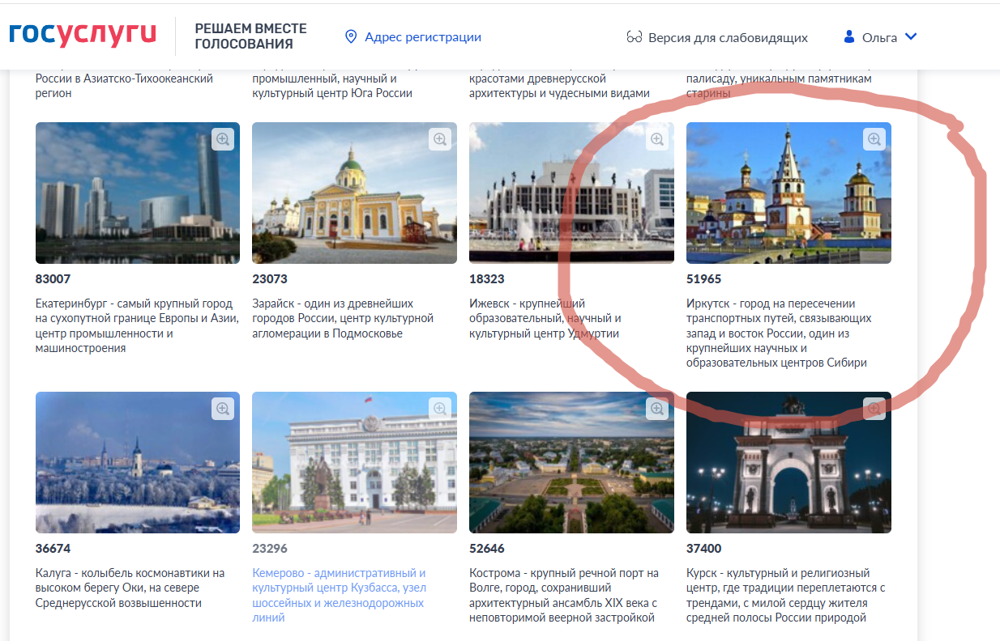 госуслуги
РЕШАЕМ ВМЕСТЕ
ГОЛОСОВАНИЯ
Адрес регистрации
Версия для слабовидящих
Ольга
России в Азиатско-Тихоокеанский
регион
промышленный, научный и
культурный центр Юга России
красотами древнерусской
архитектуры и чудесными видами
палисаду, уникальным памятникам
старины
83007
Екатеринбург - самый крупный город
на сухопутной границе Европы и Азии,
центр промышленности и
машиностроения
23073
Зарайск - один из древнейших
городов России, центр культурной
агломерации в Подмосковье
18323
Ижевск - крупнейший
образовательный, научный и
культурный центр Удмуртии
51965
Иркутск - город на пересечении
транспортных путей, связывающих
запад и восток России, один из
крупнейших научных и
образовательных центров Сибири
36674
Калуга - колыбель космонавтики на
высоком берегу Оки, на севере
Среднерусской возвышенности
23296
Кемерово - административный и
культурный центр Кузбасса, узел
шоссейных и железнодорожных
линий
52646
Кострома - крупный речной порт на
Волге, город, сохранивший
архитектурный ансамбль XIX века с
неповторимой веерной застройкой
37400
Курск - культурный и религиозный
центр, где традиции переплетаются с
трендами, с милой сердцу жителя
средней полосы России природой